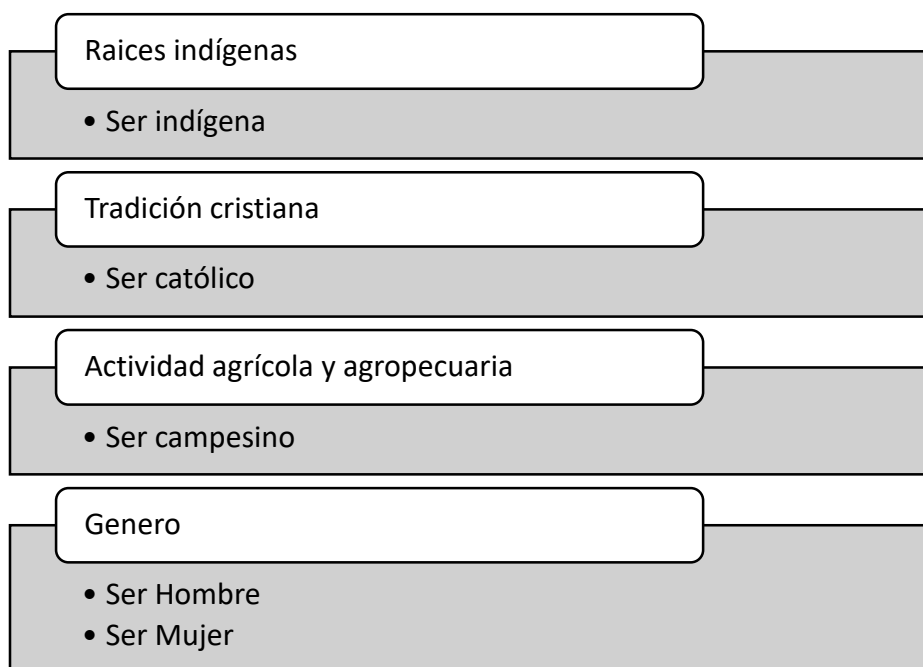 Raices indígenas
• Ser indígena
Tradición cristiana
• Ser católico
Actividad agrícola y agropecuaria
• Ser campesino
Genero
• Ser Hombre
• Ser Mujer